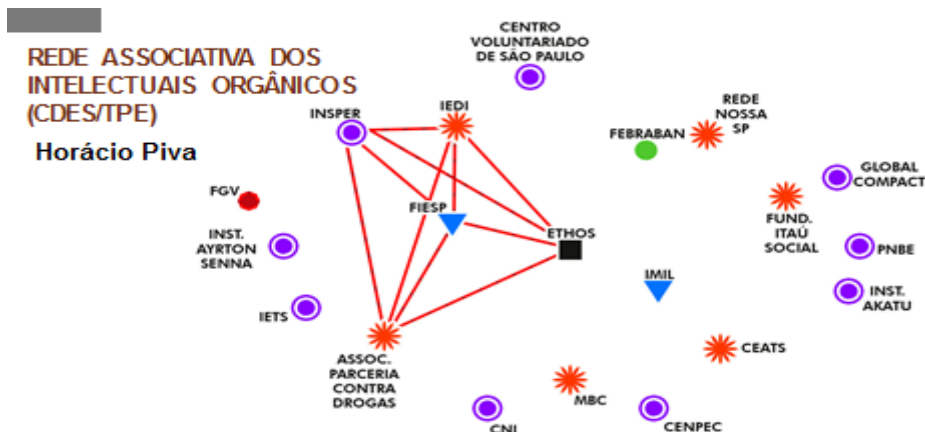 REDE ASSOCIATIVA DOS
INTELECTUAIS ORGÂNICOS
(CDES/TPE)
Horácio Piva
CENTRO
VOLUNTARIADO
DE SÃO PAULO
INSPER
IEDI
REDE
NOSSA
SP
FEBRABAN
GLOBAL
COMPACT
FGV
FIESP
FUND.
ITAÚ
SOCIAL
INST.
AYRTON
SENNA
ETHOS
PNBE
IMIL
INST.
AKATU
IETS
CEATS
ASSOC.
PARCERIA
CONTRA
DROGAS
MBC
CNI
CENPEC